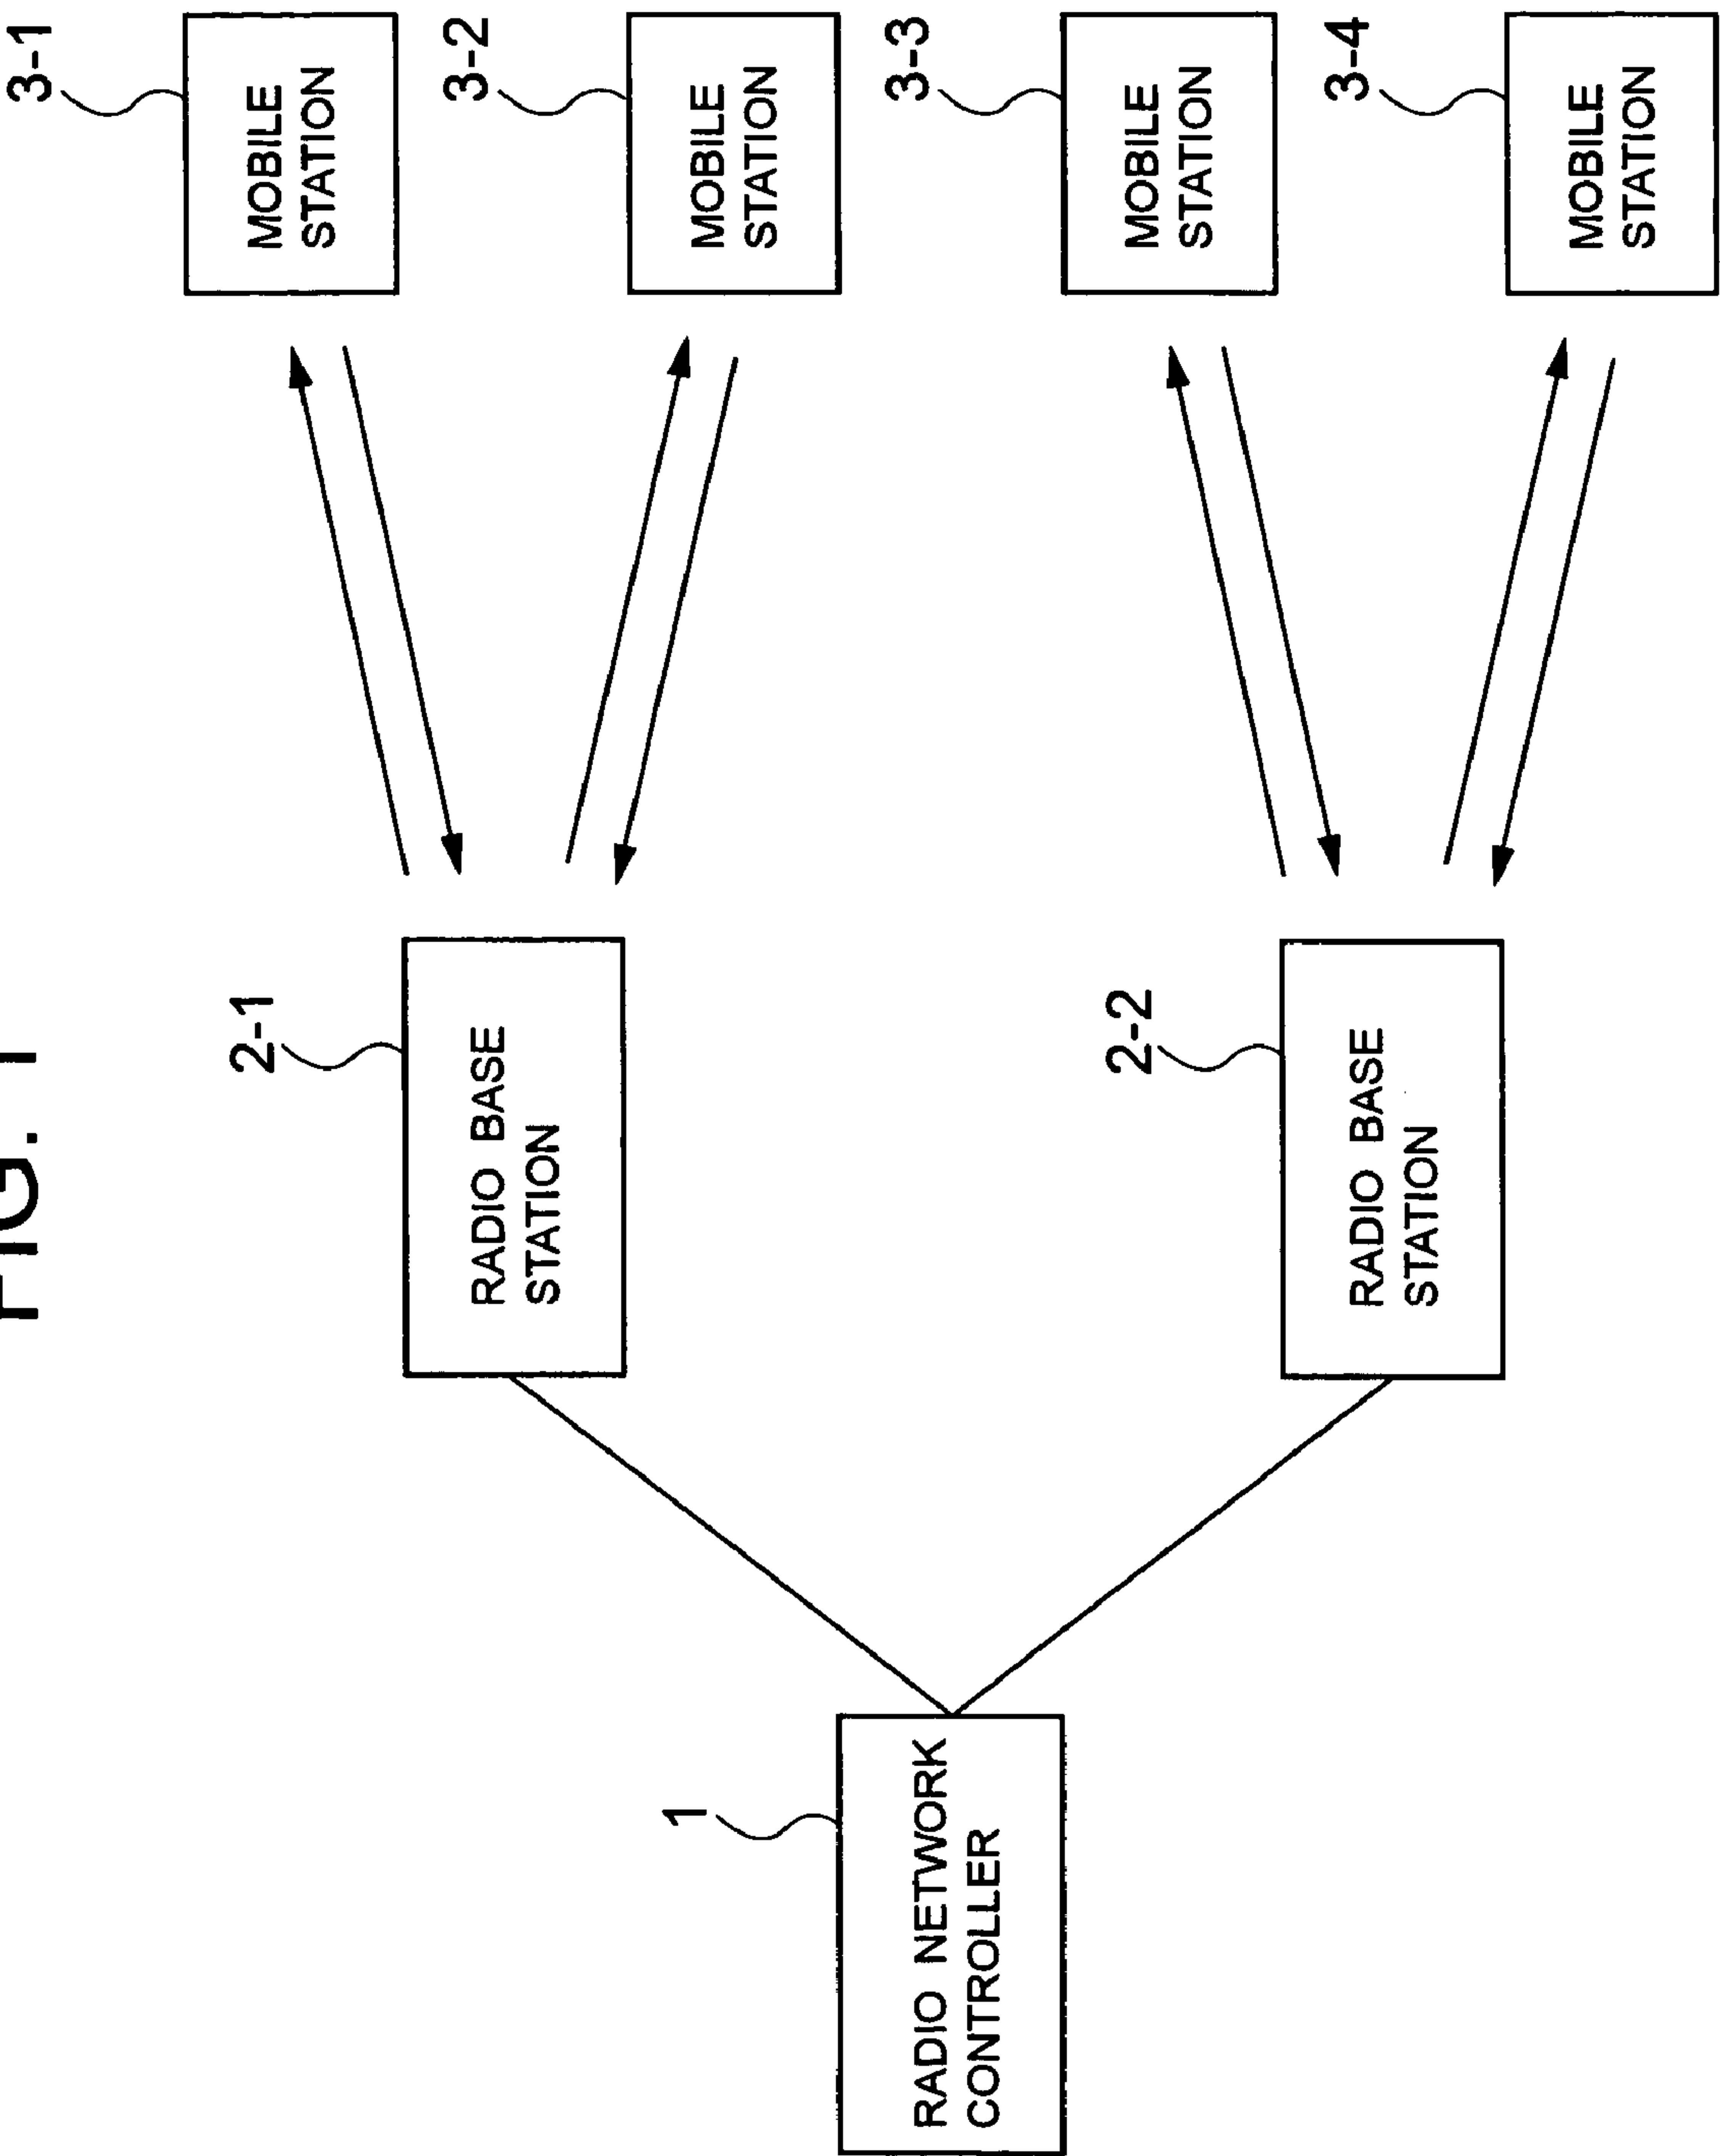 FIG. 1
1
RADIO NETWORK
CONTROLLER
2-1
RADIO BASE
STATION
2-2
RADIO BASE
STATION
3-1
MOBILE
STATION
3-2
MOBILE
STATION
3-3
MOBILE
STATION
3-4
MOBILE
STATION